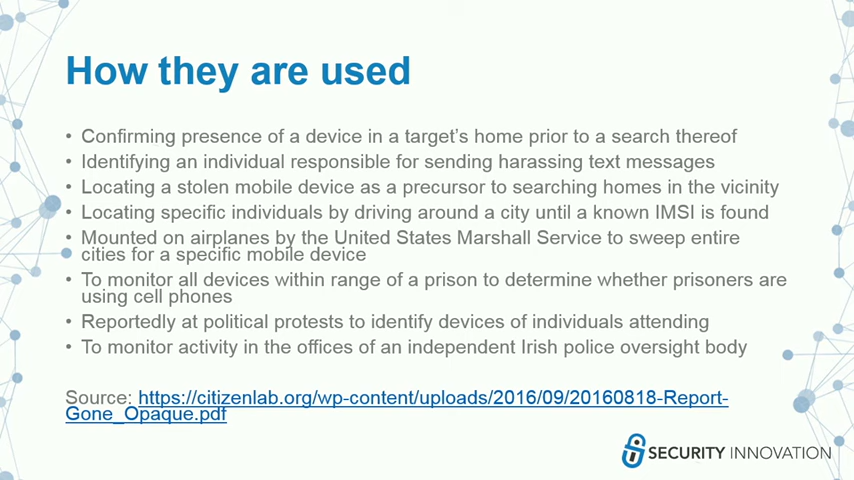 How they are used
• Confirming presence of a device in a target's home prior to a search thereof
• Identifying an individual responsible for sending harassing text messages
• Locating a stolen mobile device as a precursor to searching homes in the vicinity
• Locating specific individuals by driving around a city until a known IMSI is found
• Mounted on airplanes by the United States Marshall Service to sweep entire
cities for a specific mobile device
• To monitor all devices within range of a prison to determine whether prisoners are
using cell phones
• Reportedly at political protests to identify devices of individuals attending
• To monitor activity in the offices of an independent Irish police oversight body
Source: https://citizenlab.org/wp-content/uploads/2016/09/20160818-Report-
Gone_Opaque.pdf
SECURITY INNOVATION